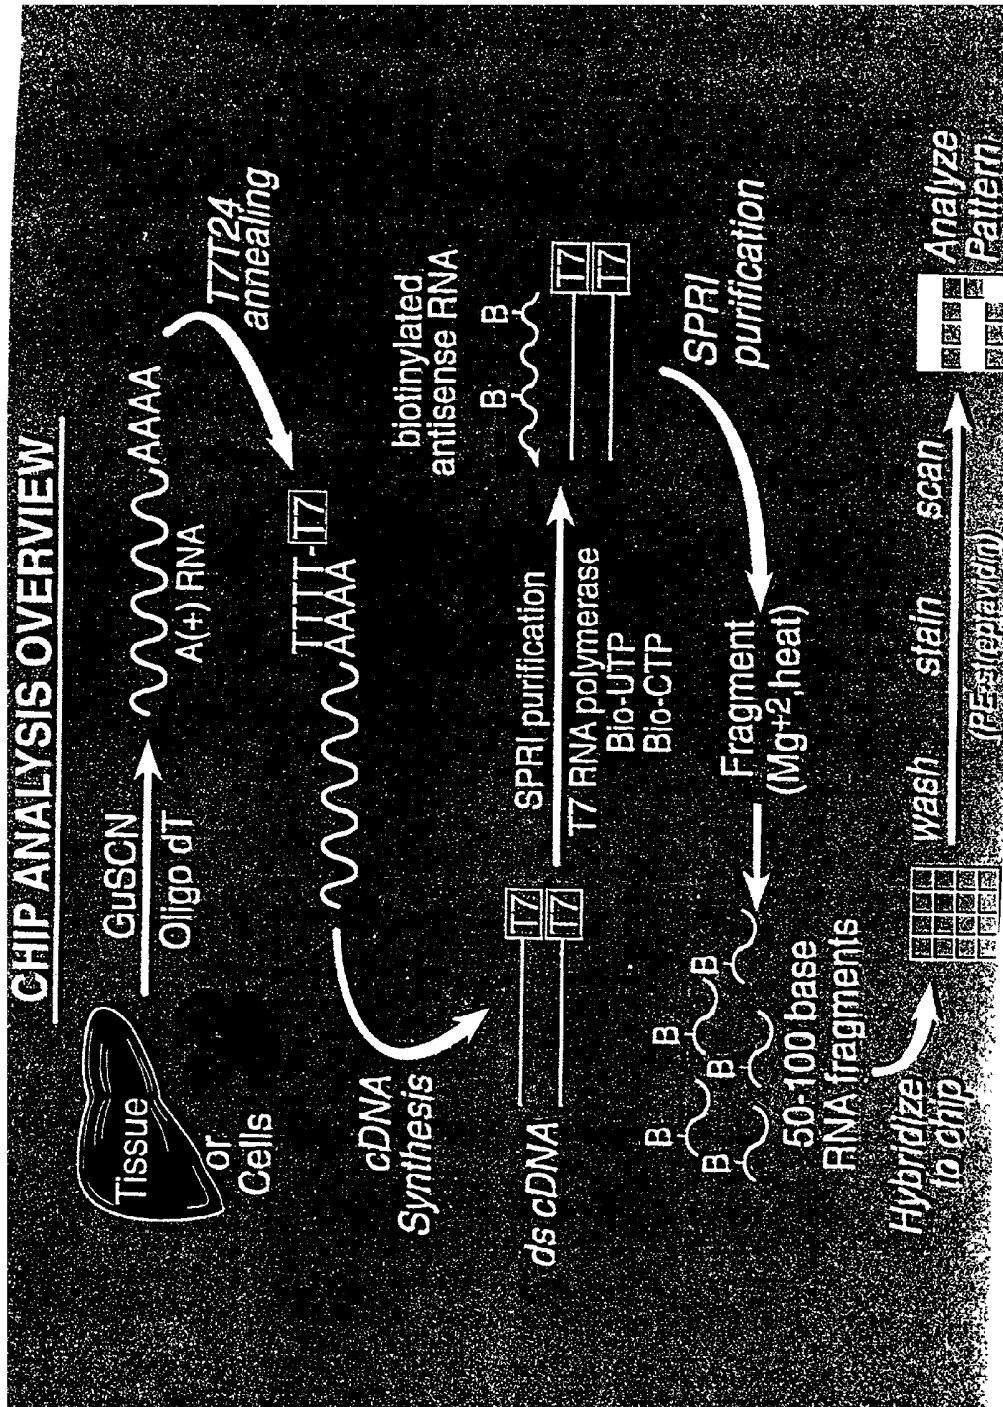 CHIP ANALYSIS OVERVIEW
Tissue
or
Cells
GuSCN
Oligo dT
AAAA
A(+) RNA
T7T24
annealing
TTTT-T7
AAAA
cDNA
Synthesis
ds cDNA
T7
T7
SPRI purification
T7 RNA polymerase
Bio-UTP
Bio-CTP
biotinylated
antisense RNA
B B
T7
T7
SPRI
purification
Fragment
(Mg+2,heat)
B B B B B
50-100 base
RNA fragments
Hybridize
to chip
wash stain scan
(PE-strepavidin)
Analyze
Pattern